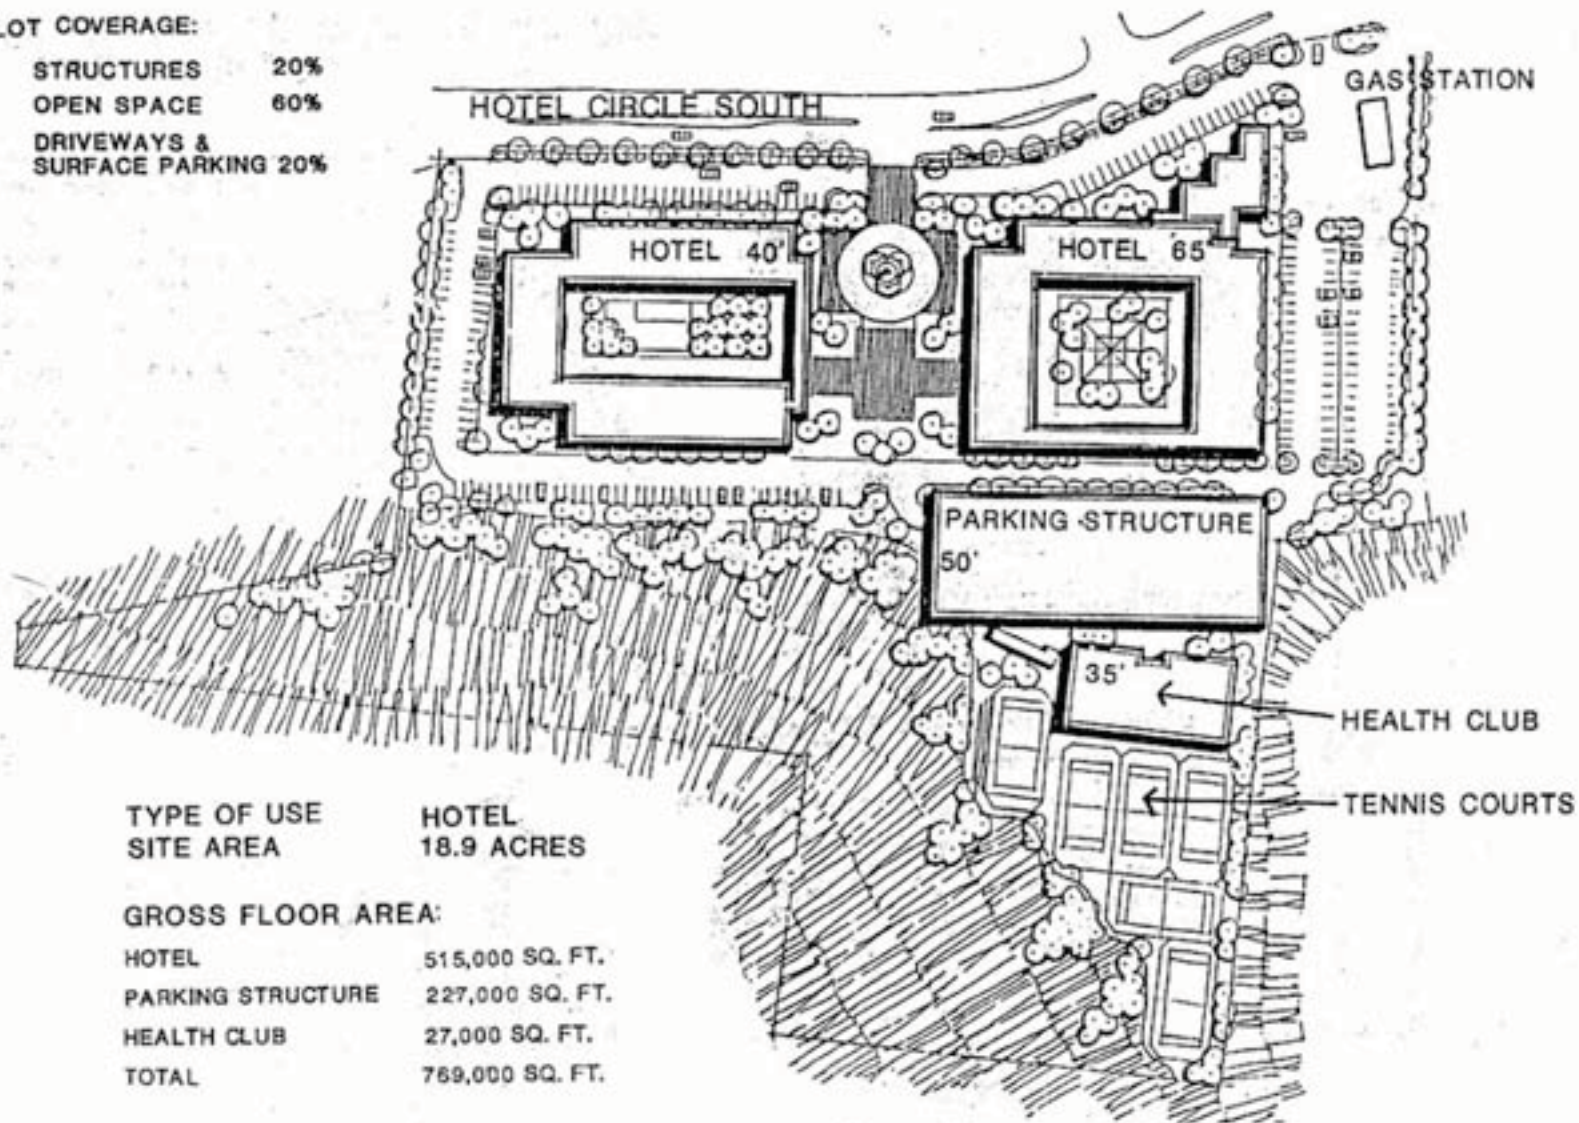 LOT COVERAGE:
STRUCTURES 20%
OPEN SPACE 60%
DRIVEWAYS &
SURFACE PARKING 20%
HOTEL CIRCLE SOUTH
GAS STATION
HOTEL 40'
HOTEL 65'
PARKING STRUCTURE
50'
35'
HEALTH CLUB
TENNIS COURTS
TYPE OF USE HOTEL
SITE AREA 18.9 ACRES
GROSS FLOOR AREA:
HOTEL 515,000 SQ. FT.
PARKING STRUCTURE 227,000 SQ. FT.
HEALTH CLUB 27,000 SQ. FT.
TOTAL 769,000 SQ. FT.